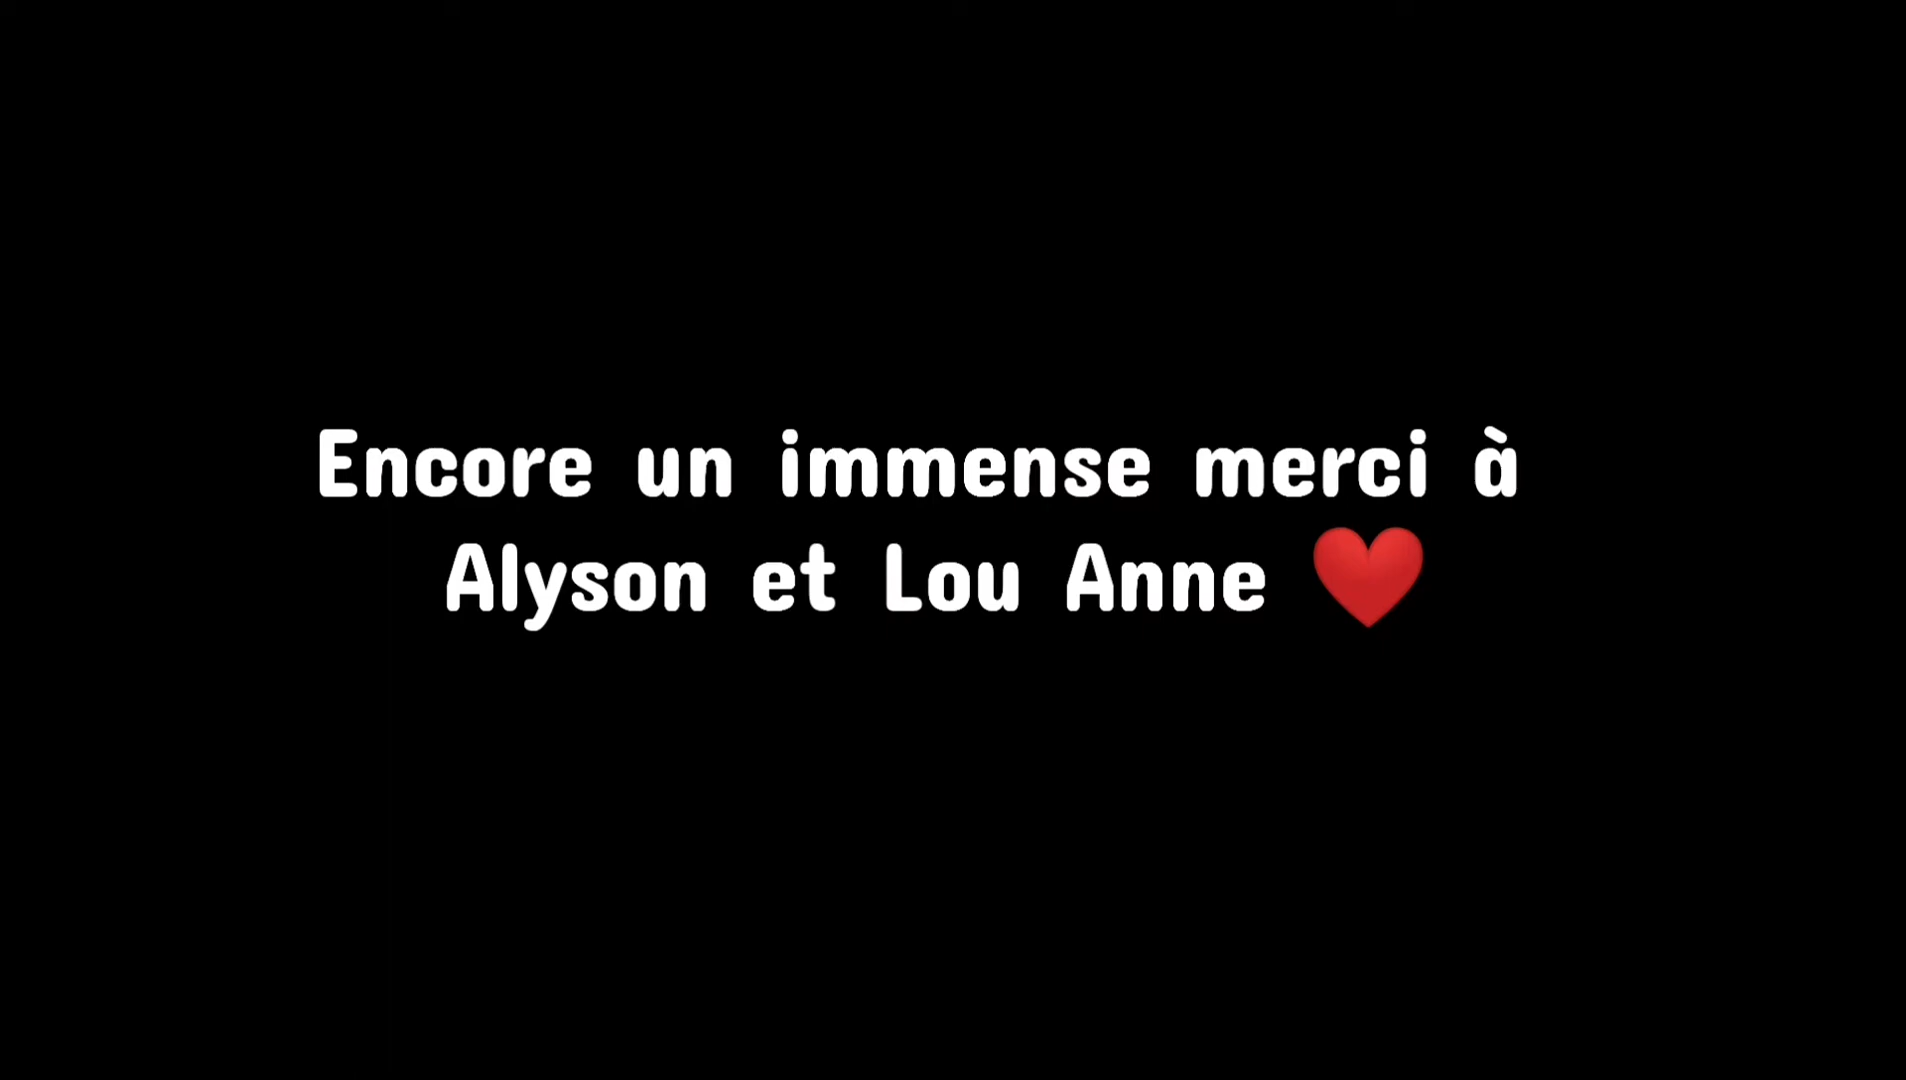 Encore un immense merci à
Alyson et Lou Anne ❤️